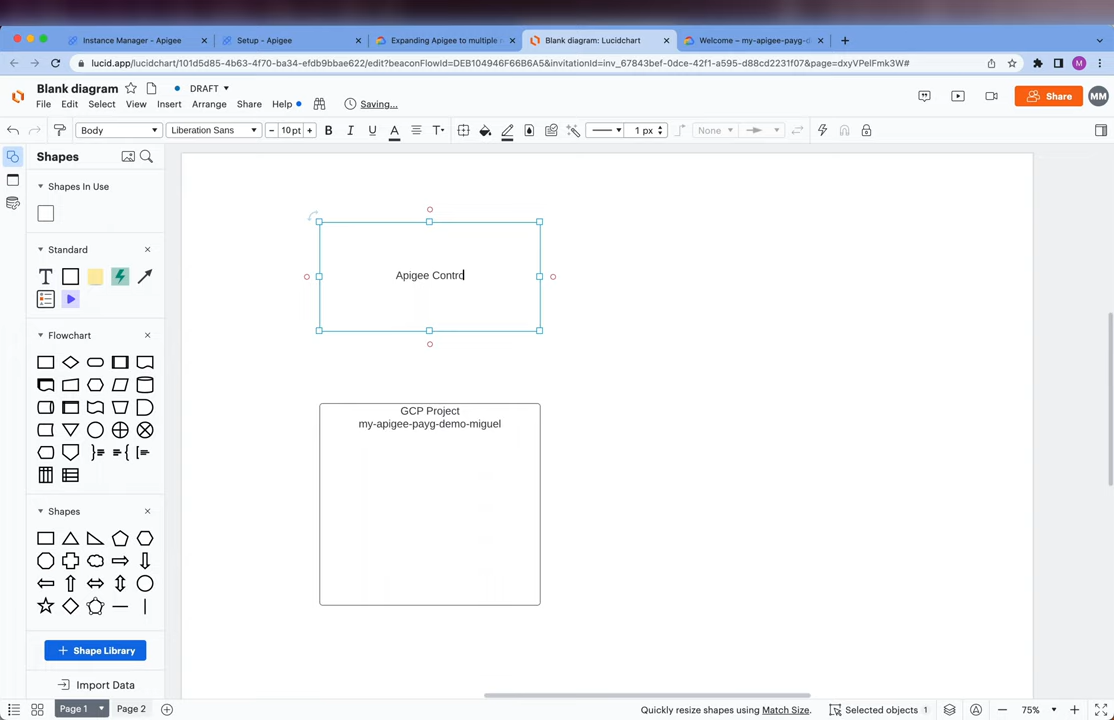 Instance Manager - Apigee
Setup - Apigee
Expanding Apigee to multiple
Blank diagram: Lucidchart
Welcome – my-apigee-payg-d
lucid.app/lucidchart/101d5d85-4b63-4f70-ba34-efdb9bbae622/edit?beaconFlowId=DEB104946F66B6A5&invitationId=inv_67843bef-0dce-42f1-a595-d88cd2231f07&page=dxyVPelFmk3W#
M
Blank diagram
DRAFT
File Edit Select View Insert Arrange Share Help
Saving...
Share
MM
Body
Liberation Sans
10 pt
B I U A T
1 px
None
Shapes
Shapes In Use
Standard
T
Flowchart
Shapes
Shape Library
Import Data
Apigee Contro
GCP Project
my-apigee-payg-demo-miguel
Page 1
Page 2
Quickly resize shapes using Match Size.
Selected objects 1
75%